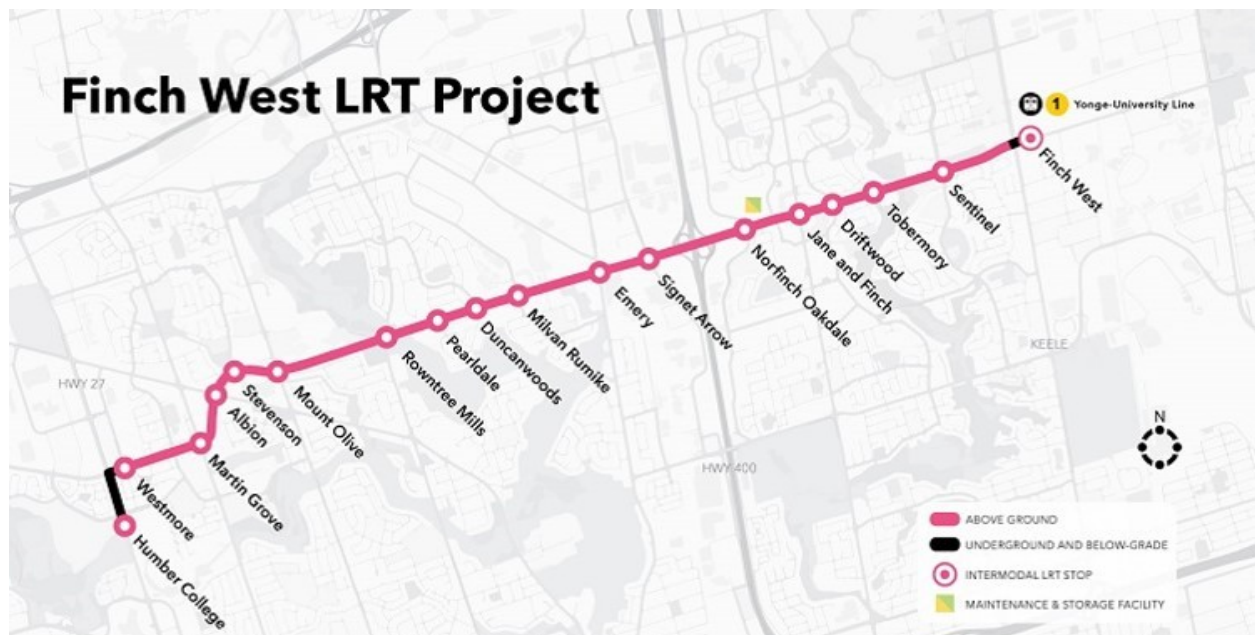 Finch West LRT Project
1 Yonge-University Line
Finch West
Sentinel
Tobermory
Driftwood
Jane and Finch
Norfinch Oakdale
Signet Arrow
Emery
Milvan Rumike
Duncanwoods
Pearldale
Rowntree Mills
Mount Olive
Stevenson
Albion
Martin Grove
Westmore
Humber College
HWY 27
HWY 400
KEELE
N
ABOVE GROUND
UNDERGROUND AND BELOW-GRADE
INTERMODAL LRT STOP
MAINTENANCE & STORAGE FACILITY